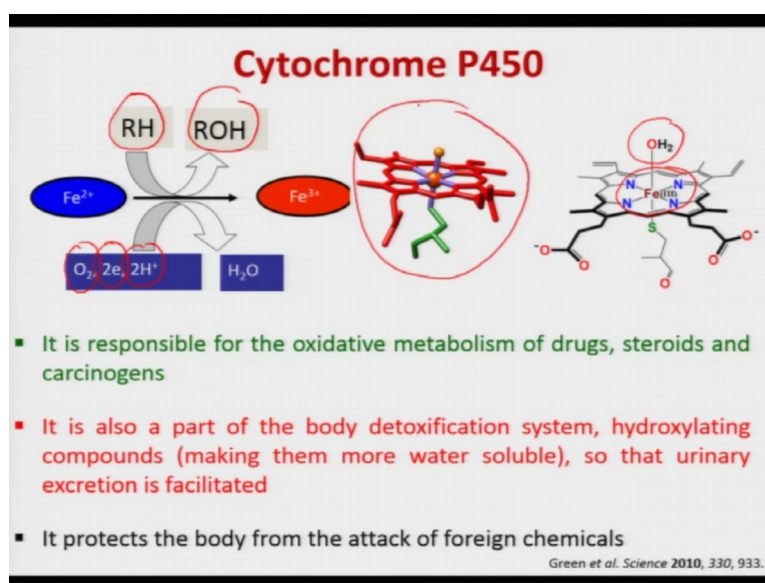 Cytochrome P450
RH
ROH
Fe²⁺
Fe³⁺
O₂, 2e, 2H⁺
H₂O
OH₂
N
N
Fe(III)
N
N
S
⁻O
O
O
O⁻
O
▪ It is responsible for the oxidative metabolism of drugs, steroids and
carcinogens
▪ It is also a part of the body detoxification system, hydroxylating
compounds (making them more water soluble), so that urinary
excretion is facilitated
▪ It protects the body from the attack of foreign chemicals
Green et al. Science 2010, 330, 933.